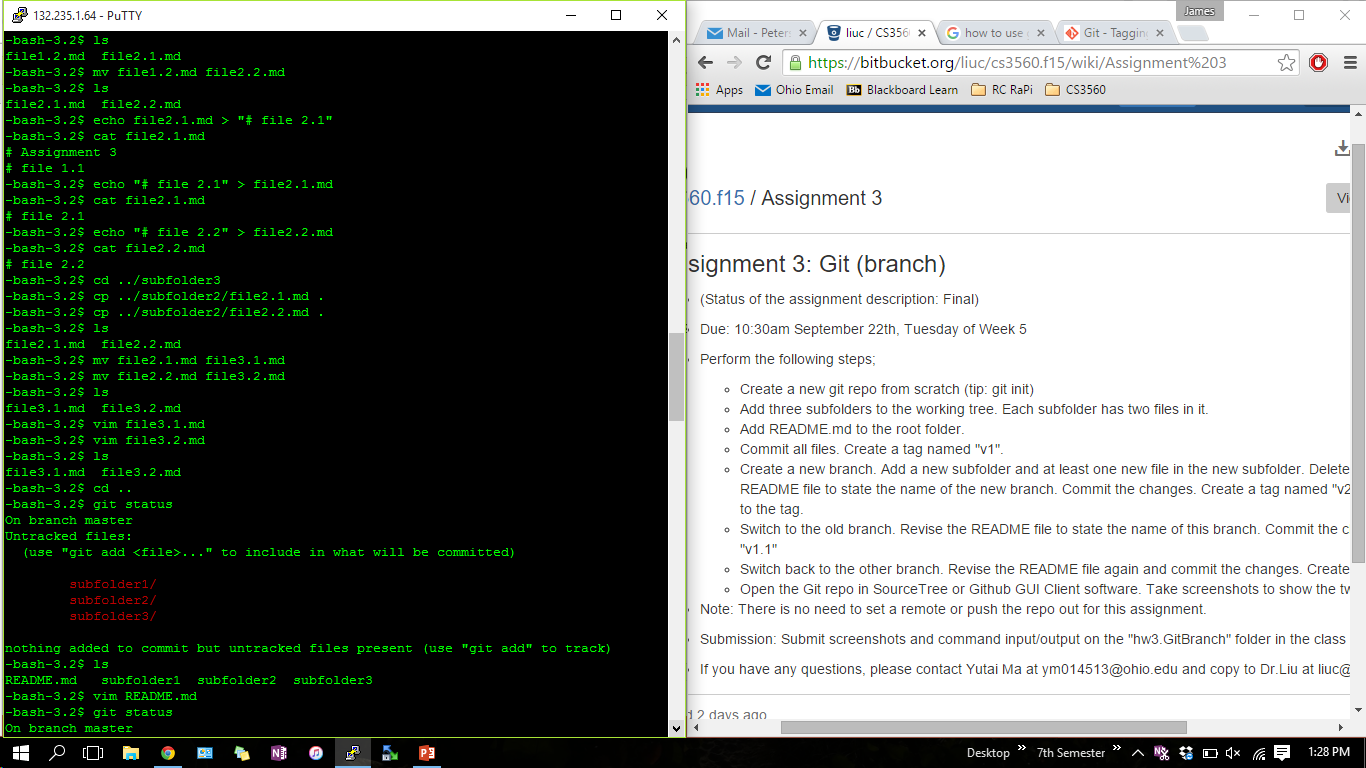 132.235.1.64 - PuTTY
-bash-3.2$ ls
file1.2.md  file2.1.md
-bash-3.2$ mv file1.2.md file2.2.md
-bash-3.2$ ls
file2.1.md  file2.2.md
-bash-3.2$ echo file2.1.md > "# file 2.1"
-bash-3.2$ cat file2.1.md
# Assignment 3
# file 1.1
-bash-3.2$ echo "# file 2.1" > file2.1.md
-bash-3.2$ cat file2.1.md
# file 2.1
-bash-3.2$ echo "# file 2.2" > file2.2.md
-bash-3.2$ cat file2.2.md
# file 2.2
-bash-3.2$ cd ../subfolder3
-bash-3.2$ cp ../subfolder2/file2.1.md .
-bash-3.2$ cp ../subfolder2/file2.2.md .
-bash-3.2$ ls
file2.1.md  file2.2.md
-bash-3.2$ mv file2.1.md file3.1.md
-bash-3.2$ mv file2.2.md file3.2.md
-bash-3.2$ ls
file3.1.md  file3.2.md
-bash-3.2$ vim file3.1.md
-bash-3.2$ vim file3.2.md
-bash-3.2$ ls
file3.1.md  file3.2.md
-bash-3.2$ cd ..
-bash-3.2$ git status
On branch master
Untracked files:
  (use "git add <file>..." to include in what will be committed)
subfolder1/
subfolder2/
subfolder3/
nothing added to commit but untracked files present (use "git add" to track)
-bash-3.2$ ls
README.md   subfolder1  subfolder2  subfolder3
-bash-3.2$ vim README.md
-bash-3.2$ git status
On branch master
James
Mail - Peters
liuc / CS3560
how to use
Git - Tagging
https://bitbucket.org/liuc/cs3560.f15/wiki/Assignment%203
Apps Ohio Email Bb Blackboard Learn RC RaPi CS3560
60.f15 / Assignment 3
Vi
signment 3: Git (branch)
(Status of the assignment description: Final)
Due: 10:30am September 22th, Tuesday of Week 5
Perform the following steps;
Create a new git repo from scratch (tip: git init)
Add three subfolders to the working tree. Each subfolder has two files in it.
Add README.md to the root folder.
Commit all files. Create a tag named "v1".
Create a new branch. Add a new subfolder and at least one new file in the new subfolder. Delete
README file to state the name of the new branch. Commit the changes. Create a tag named "v2
to the tag.
Switch to the old branch. Revise the README file to state the name of this branch. Commit the c
"v1.1"
Switch back to the other branch. Revise the README file again and commit the changes. Create
Open the Git repo in SourceTree or Github GUI Client software. Take screenshots to show the tw
Note: There is no need to set a remote or push the repo out for this assignment.
Submission: Submit screenshots and command input/output on the "hw3.GitBranch" folder in the class
If you have any questions, please contact Yutai Ma at ym014513@ohio.edu and copy to Dr.Liu at liuc@
d 2 days ago
Desktop » 7th Semester » 1:28 PM